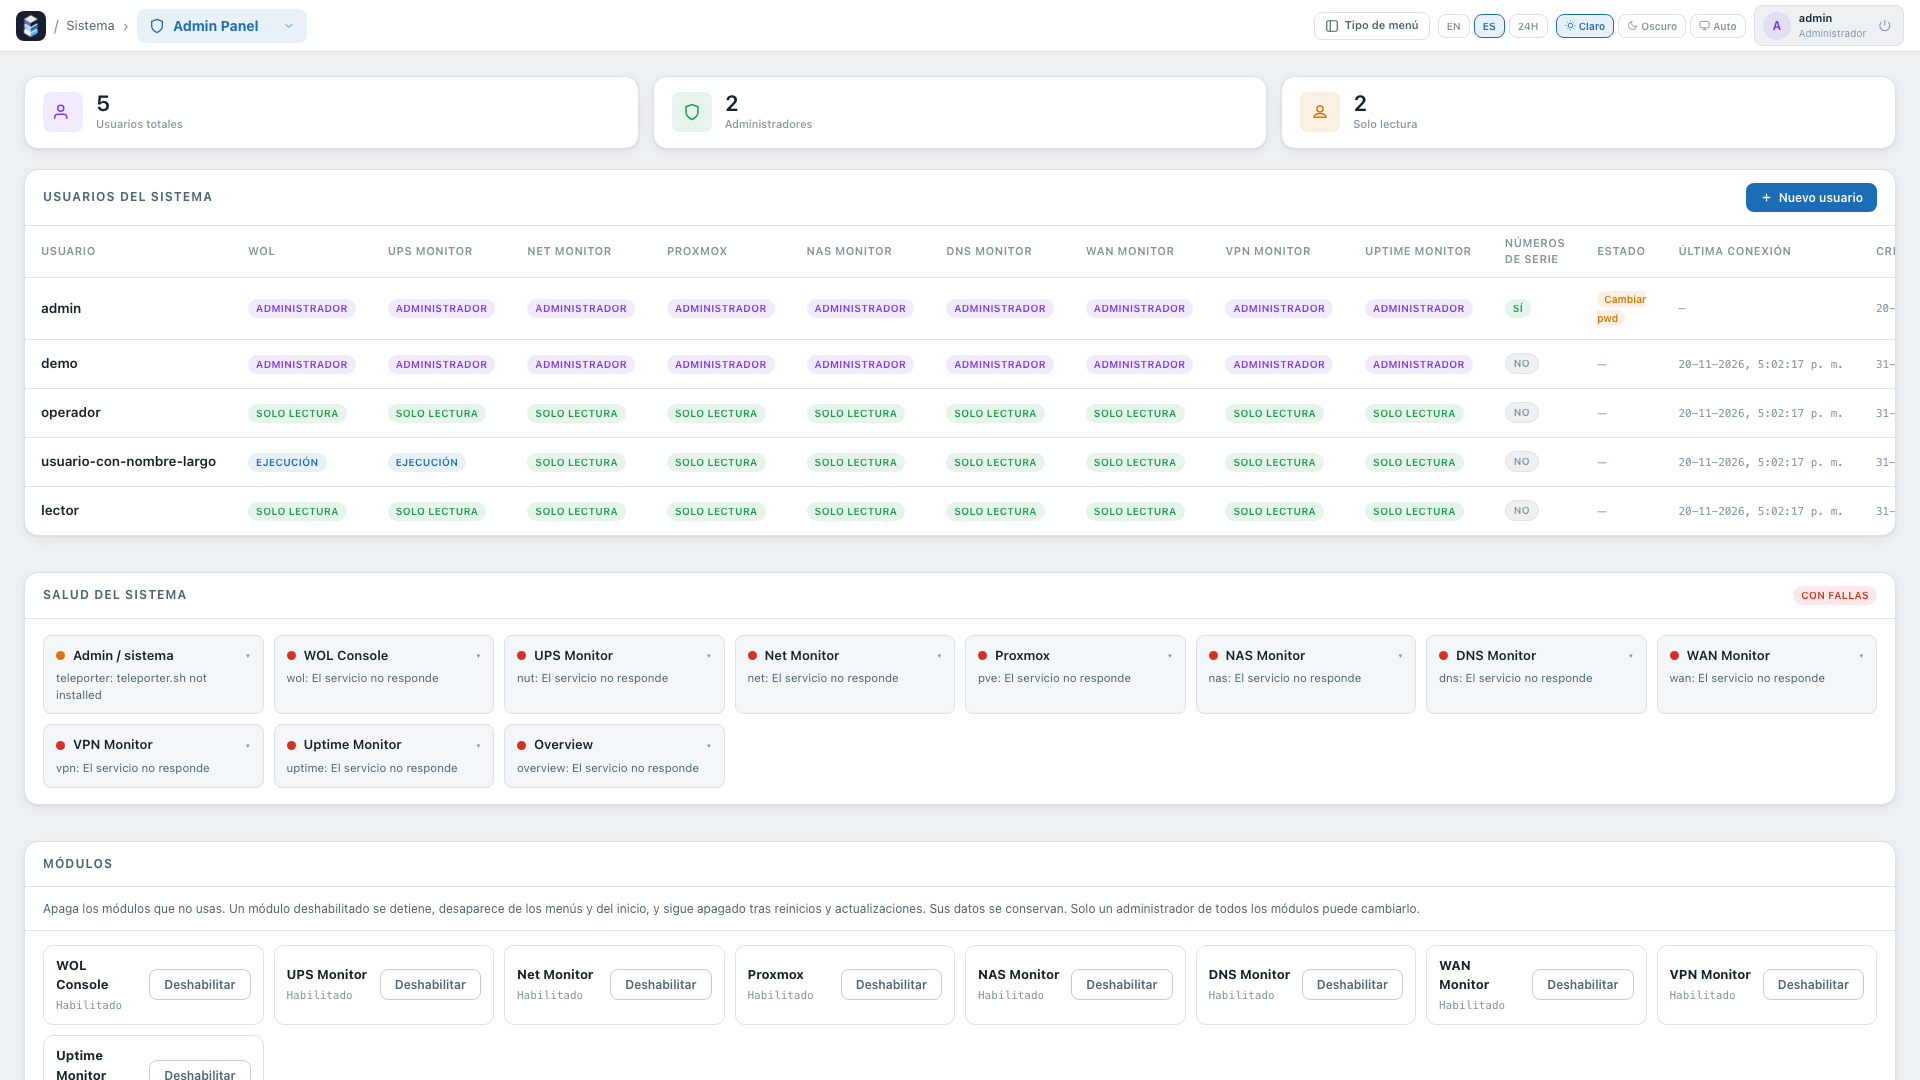 / Sistema › Admin Panel
Tipo de menú EN ES 24H Claro Oscuro Auto A admin Administrador
5 Usuarios totales
2 Administradores
2 Solo lectura
USUARIOS DEL SISTEMA + Nuevo usuario
USUARIO WOL UPS MONITOR NET MONITOR PROXMOX NAS MONITOR DNS MONITOR WAN MONITOR VPN MONITOR UPTIME MONITOR NÚMEROS DE SERIE ESTADO ÚLTIMA CONEXIÓN CRE
admin ADMINISTRADOR ADMINISTRADOR ADMINISTRADOR ADMINISTRADOR ADMINISTRADOR ADMINISTRADOR ADMINISTRADOR ADMINISTRADOR ADMINISTRADOR SÍ Cambiar pwd — 20-
demo ADMINISTRADOR ADMINISTRADOR ADMINISTRADOR ADMINISTRADOR ADMINISTRADOR ADMINISTRADOR ADMINISTRADOR ADMINISTRADOR ADMINISTRADOR NO — 20-11-2026, 5:02:17 p. m. 31-
operador SOLO LECTURA SOLO LECTURA SOLO LECTURA SOLO LECTURA SOLO LECTURA SOLO LECTURA SOLO LECTURA SOLO LECTURA SOLO LECTURA NO — 20-11-2026, 5:02:17 p. m. 31-
usuario-con-nombre-largo EJECUCIÓN EJECUCIÓN SOLO LECTURA SOLO LECTURA SOLO LECTURA SOLO LECTURA SOLO LECTURA SOLO LECTURA SOLO LECTURA NO — 20-11-2026, 5:02:17 p. m. 31-
lector SOLO LECTURA SOLO LECTURA SOLO LECTURA SOLO LECTURA SOLO LECTURA SOLO LECTURA SOLO LECTURA SOLO LECTURA SOLO LECTURA NO — 20-11-2026, 5:02:17 p. m. 31-
SALUD DEL SISTEMA CON FALLAS
Admin / sistema
teleporter: teleporter.sh not
installed
WOL Console
wol: El servicio no responde
UPS Monitor
nut: El servicio no responde
Net Monitor
net: El servicio no responde
Proxmox
pve: El servicio no responde
NAS Monitor
nas: El servicio no responde
DNS Monitor
dns: El servicio no responde
WAN Monitor
wan: El servicio no responde
VPN Monitor
vpn: El servicio no responde
Uptime Monitor
uptime: El servicio no responde
Overview
overview: El servicio no responde
MÓDULOS
Apaga los módulos que no usas. Un módulo deshabilitado se detiene, desaparece de los menús y del inicio, y sigue apagado tras reinicios y actualizaciones. Sus datos se conservan. Solo un administrador de todos los módulos puede cambiarlo.
WOL
Console
Habilitado
Deshabilitar
UPS Monitor
Habilitado
Deshabilitar
Net Monitor
Habilitado
Deshabilitar
Proxmox
Habilitado
Deshabilitar
NAS Monitor
Habilitado
Deshabilitar
DNS Monitor
Habilitado
Deshabilitar
WAN
Monitor
Habilitado
Deshabilitar
VPN Monitor
Habilitado
Deshabilitar
Uptime
Monitor
Deshabilitar